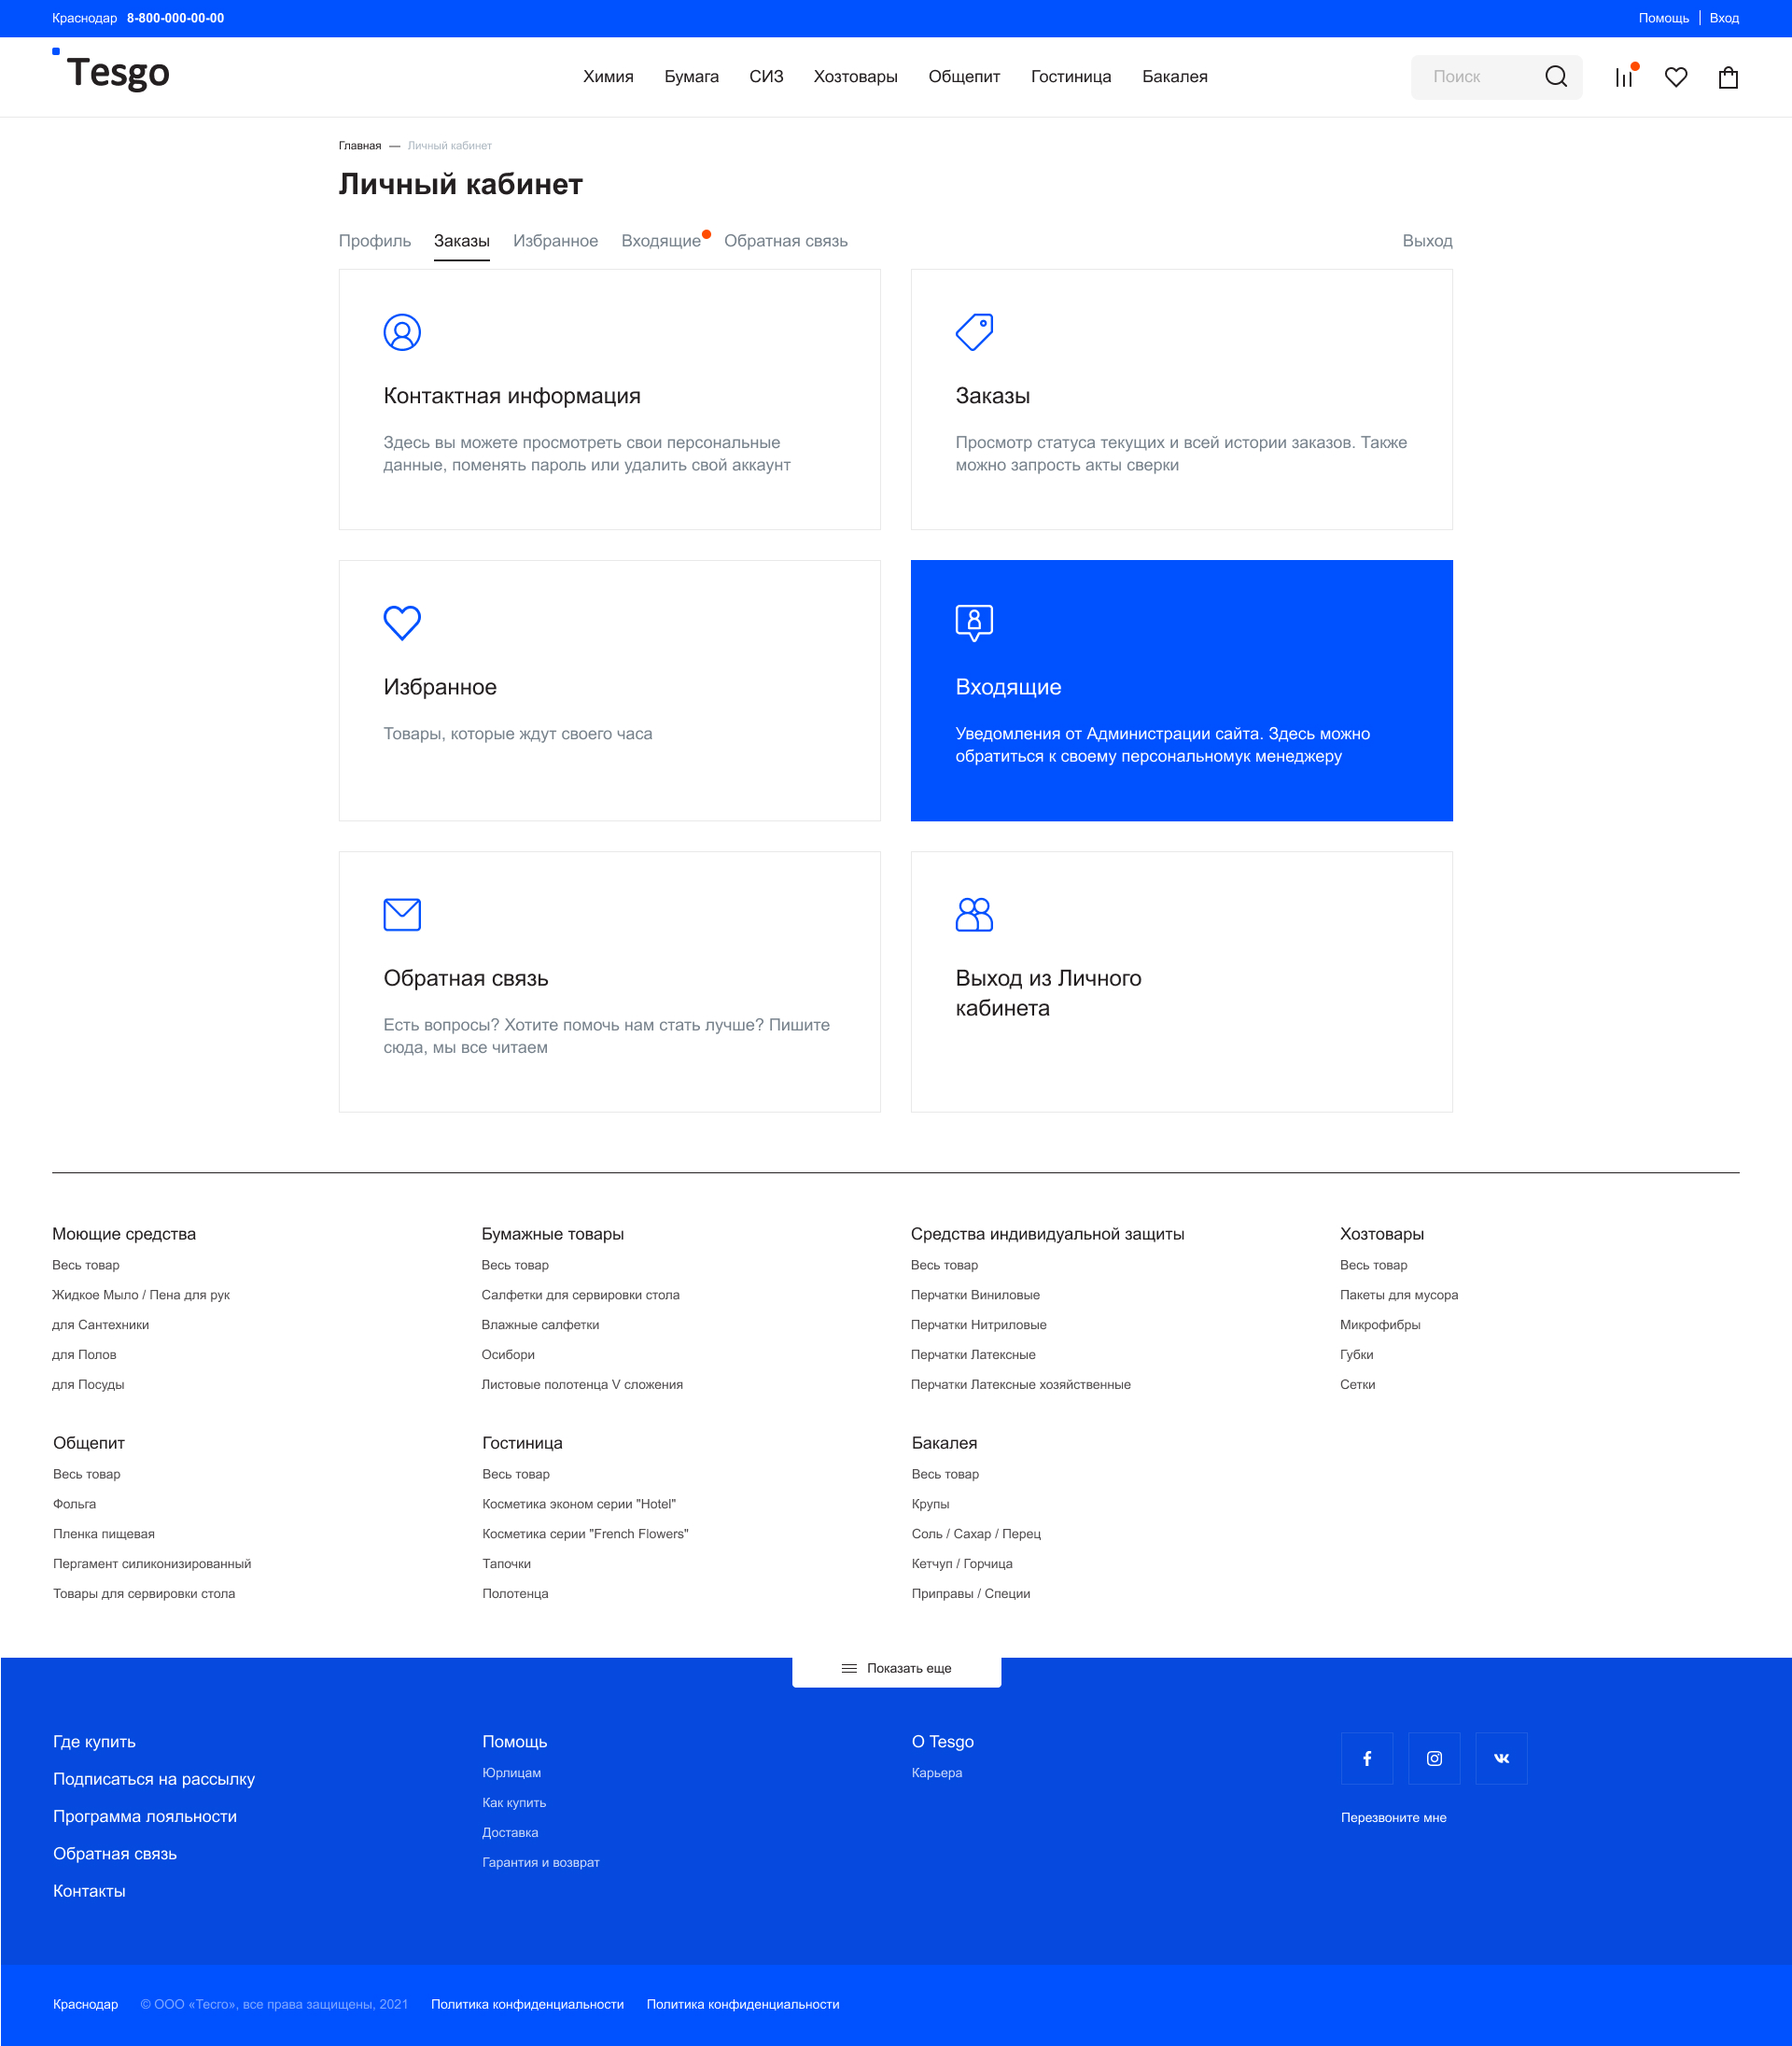 Краснодар 8-800-000-00-00 Помощь Вход
Tesgo
Химия Бумага СИЗ Хозтовары Общепит Гостиница Бакалея Поиск
Главная — Личный кабинет
Личный кабинет
Профиль Заказы Избранное Входящие Обратная связь Выход
Контактная информация
Здесь вы можете просмотреть свои персональные
данные, поменять пароль или удалить свой аккаунт
Заказы
Просмотр статуса текущих и всей истории заказов. Также
можно запрость акты сверки
Избранное
Товары, которые ждут своего часа
Входящие
Уведомления от Администрации сайта. Здесь можно
обратиться к своему персональномук менеджеру
Обратная связь
Есть вопросы? Хотите помочь нам стать лучше? Пишите
сюда, мы все читаем
Выход из Личного
кабинета
Моющие средства
Весь товар
Жидкое Мыло / Пена для рук
для Сантехники
для Полов
для Посуды
Бумажные товары
Весь товар
Салфетки для сервировки стола
Влажные салфетки
Осибори
Листовые полотенца V сложения
Средства индивидуальной защиты
Весь товар
Перчатки Виниловые
Перчатки Нитриловые
Перчатки Латексные
Перчатки Латексные хозяйственные
Хозтовары
Весь товар
Пакеты для мусора
Микрофибры
Губки
Сетки
Общепит
Весь товар
Фольга
Пленка пищевая
Пергамент силиконизированный
Товары для сервировки стола
Гостиница
Весь товар
Косметика эконом серии "Hotel"
Косметика серии "French Flowers"
Тапочки
Полотенца
Бакалея
Весь товар
Крупы
Соль / Сахар / Перец
Кетчуп / Горчица
Приправы / Специи
Показать еще
Где купить
Подписаться на рассылку
Программа лояльности
Обратная связь
Контакты
Помощь
Юрлицам
Как купить
Доставка
Гарантия и возврат
О Tesgo
Карьера
Перезвоните мне
Краснодар © ООО «Тесго», все права защищены, 2021 Политика конфиденциальности Политика конфиденциальности